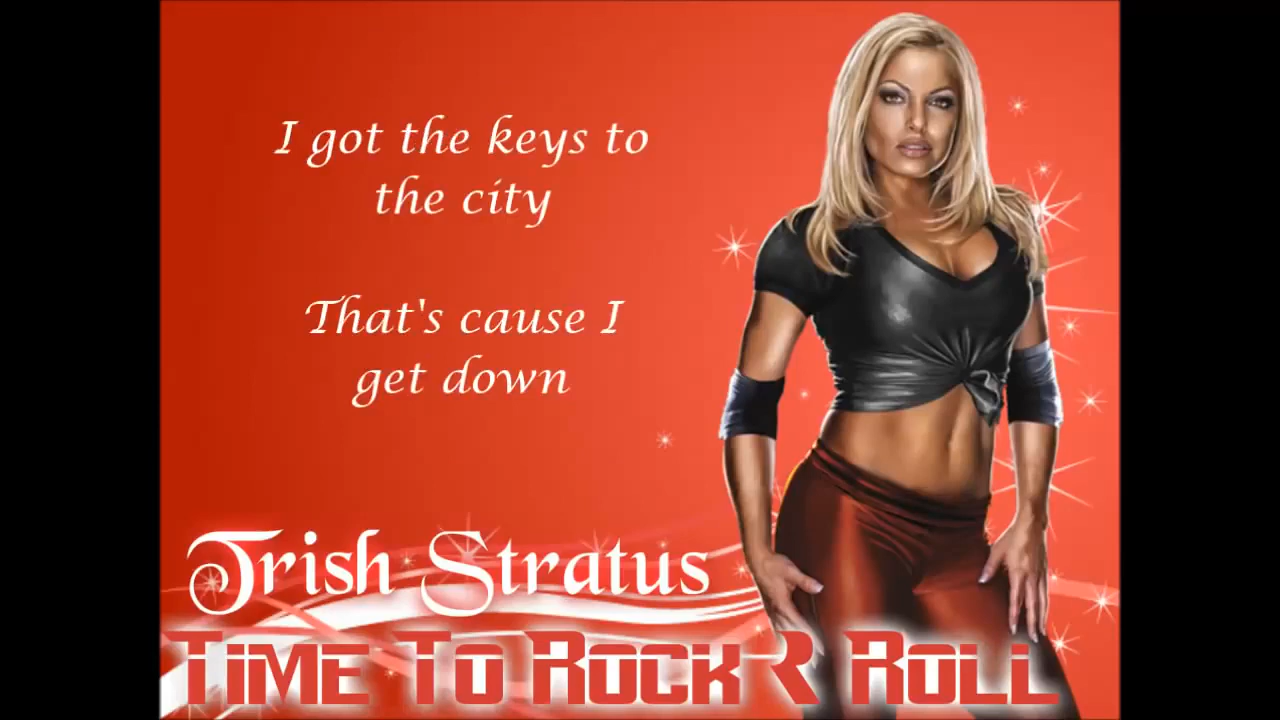 I got the keys to
the city
That's cause I
get down
Trish Stratus
Time To Rock R Roll